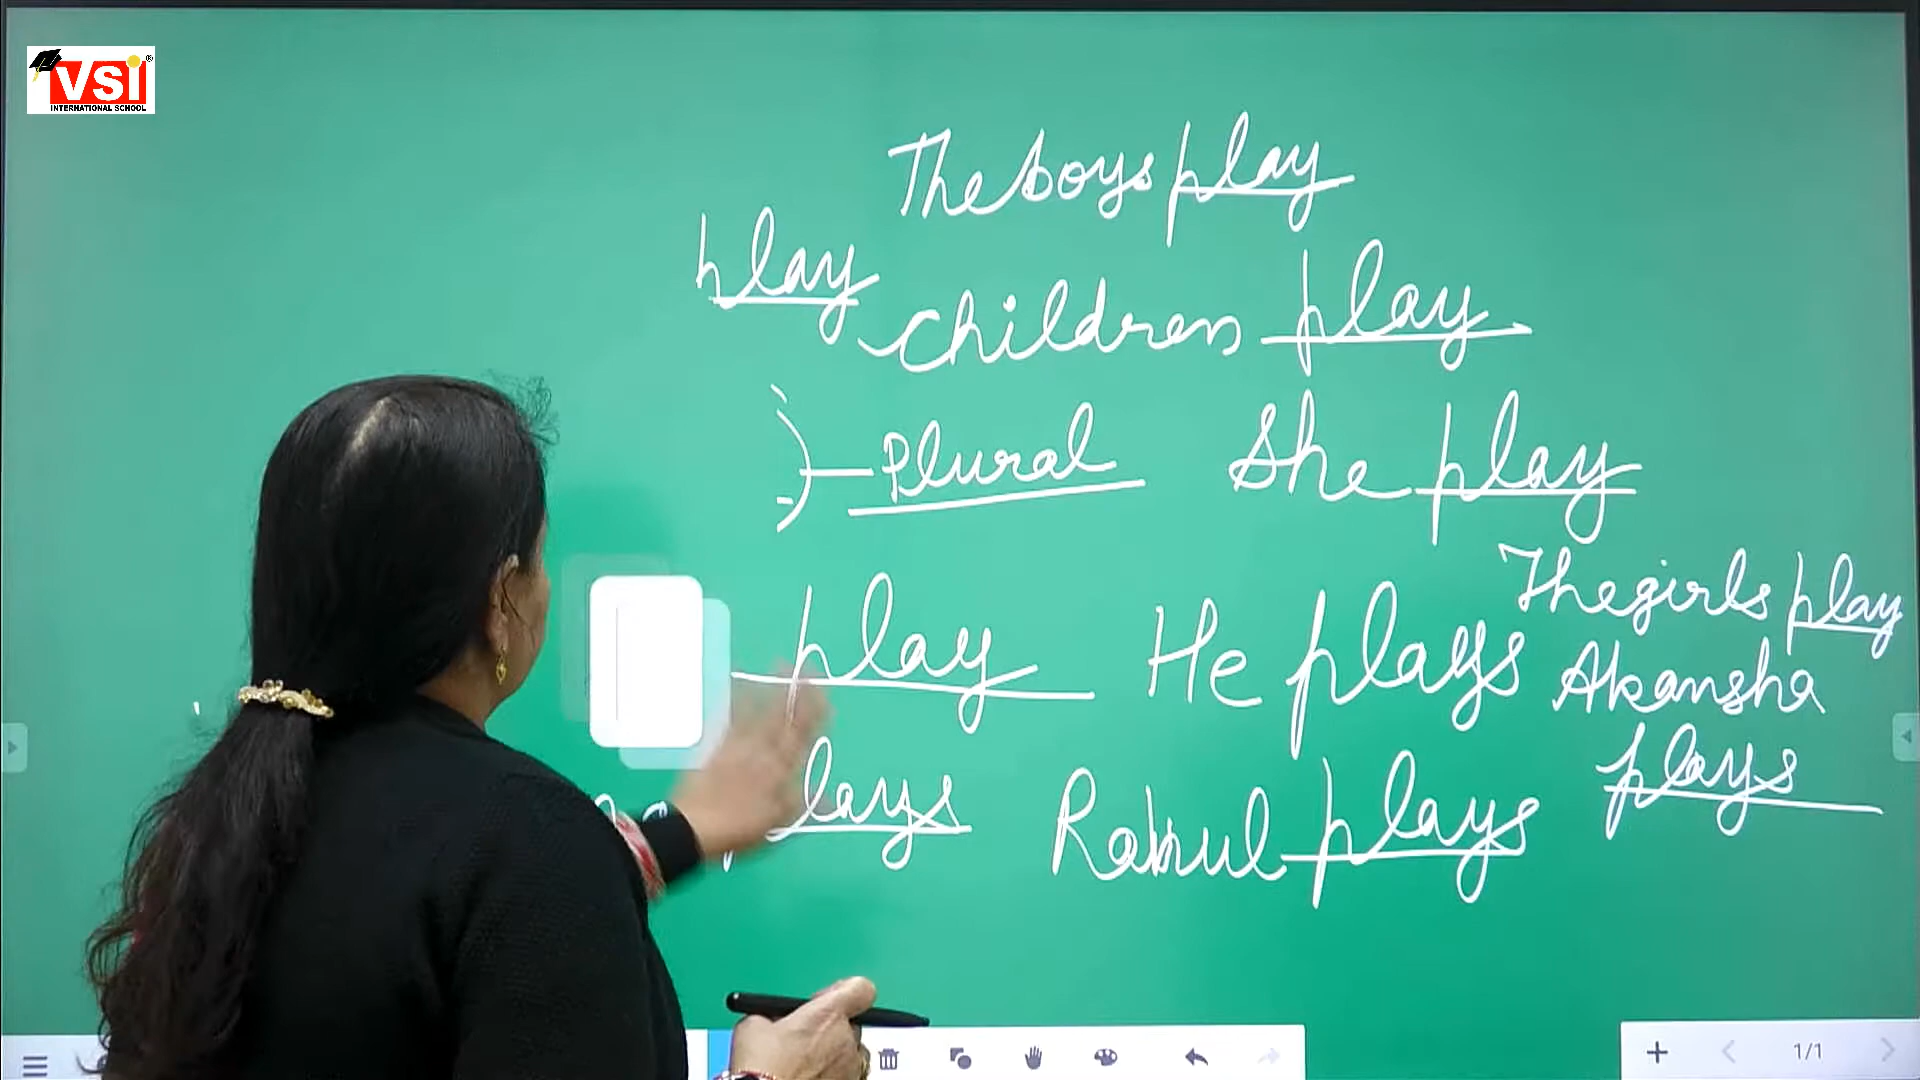 VSI
INTERNATIONAL SCHOOL
The boys play
play
children play
Plural She play
The girls play
play He plays
Akansha
plays
Rahul plays
1/1